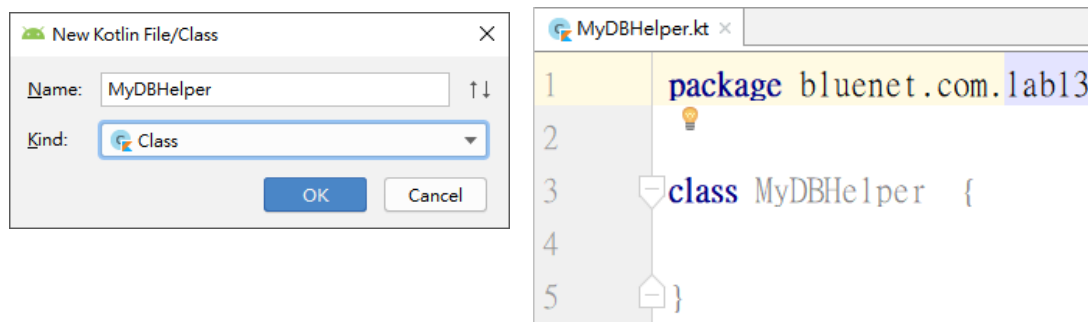 New Kotlin File/Class
Name: MyDBHelper
Kind: Class
OK Cancel
MyDBHelper.kt
1 package bluenet.com.lab13
2
3 class MyDBHelper {
4
5 }